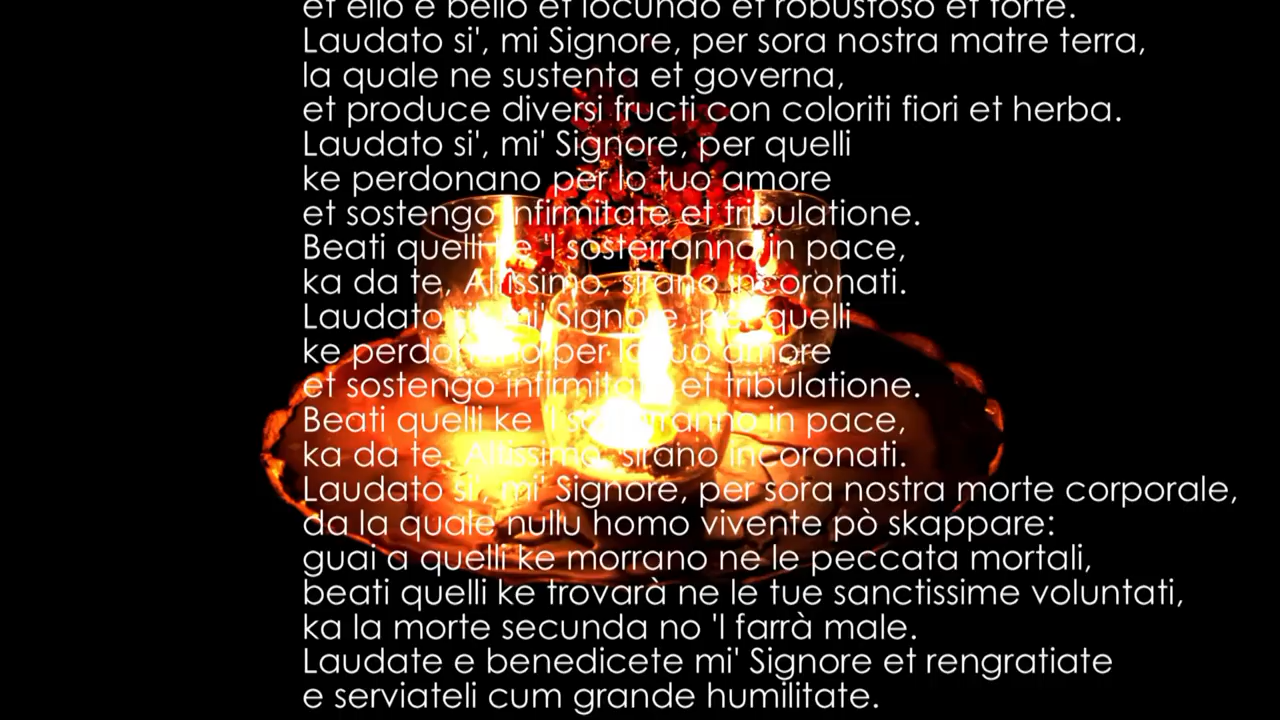 et ello è bello et iocundo et robustoso et forte.
Laudato si', mi Signore, per sora nostra matre terra,
la quale ne sustenta et governa,
et produce diversi fructi con coloriti fiori et herba.
Laudato si', mi' Signore, per quelli
ke perdonano per lo tuo amore
et sostengo infirmitate et tribulatione.
Beati quelli ke 'l sosterranno in pace,
ka da te, Altissimo, sirano incoronati.
Laudato si', mi' Signore, per quelli
ke perdonano per lo tuo amore
et sostengo infirmitate et tribulatione.
Beati quelli ke 'l sosterranno in pace,
ka da te, Altissimo, sirano incoronati.
Laudato si', mi' Signore, per sora nostra morte corporale,
da la quale nullu homo vivente pò skappare:
guai a quelli ke morrano ne le peccata mortali,
beati quelli ke trovarà ne le tue sanctissime voluntati,
ka la morte secunda no 'l farrà male.
Laudate e benedicete mi' Signore et rengratiate
e serviateli cum grande humilitate.